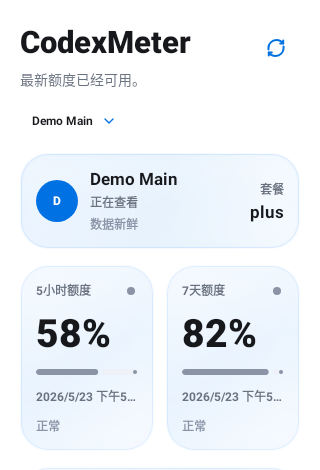 CodexMeter
最新额度已经可用。
Demo Main
D
Demo Main
正在查看
数据新鲜
套餐
plus
5小时额度
58%
2026/5/23 下午5...
正常
7天额度
82%
2026/5/23 下午5...
正常